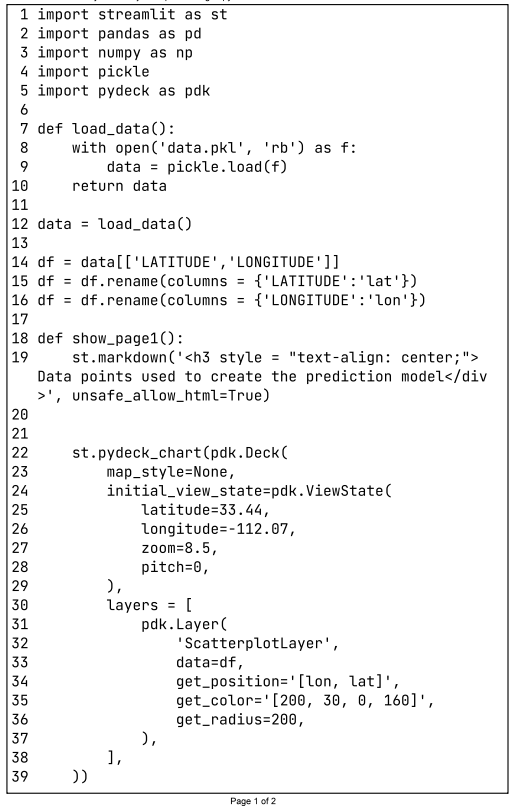 1 import streamlit as st
2 import pandas as pd
3 import numpy as np
4 import pickle
5 import pydeck as pdk
6
7 def load_data():
8     with open('data.pkl', 'rb') as f:
9         data = pickle.load(f)
10     return data
11
12 data = load_data()
13
14 df = data[['LATITUDE','LONGITUDE']]
15 df = df.rename(columns = {'LATITUDE':'lat'})
16 df = df.rename(columns = {'LONGITUDE':'lon'})
17
18 def show_page1():
19     st.markdown('<h3 style = "text-align: center;">
Data points used to create the prediction model</div
>', unsafe_allow_html=True)
20
21
22     st.pydeck_chart(pdk.Deck(
23         map_style=None,
24         initial_view_state=pdk.ViewState(
25             latitude=33.44,
26             longitude=-112.07,
27             zoom=8.5,
28             pitch=0,
29         ),
30         layers = [
31             pdk.Layer(
32                 'ScatterplotLayer',
33                 data=df,
34                 get_position='[lon, lat]',
35                 get_color='[200, 30, 0, 160]',
36                 get_radius=200,
37             ),
38         ],
39     ))
Page 1 of 2